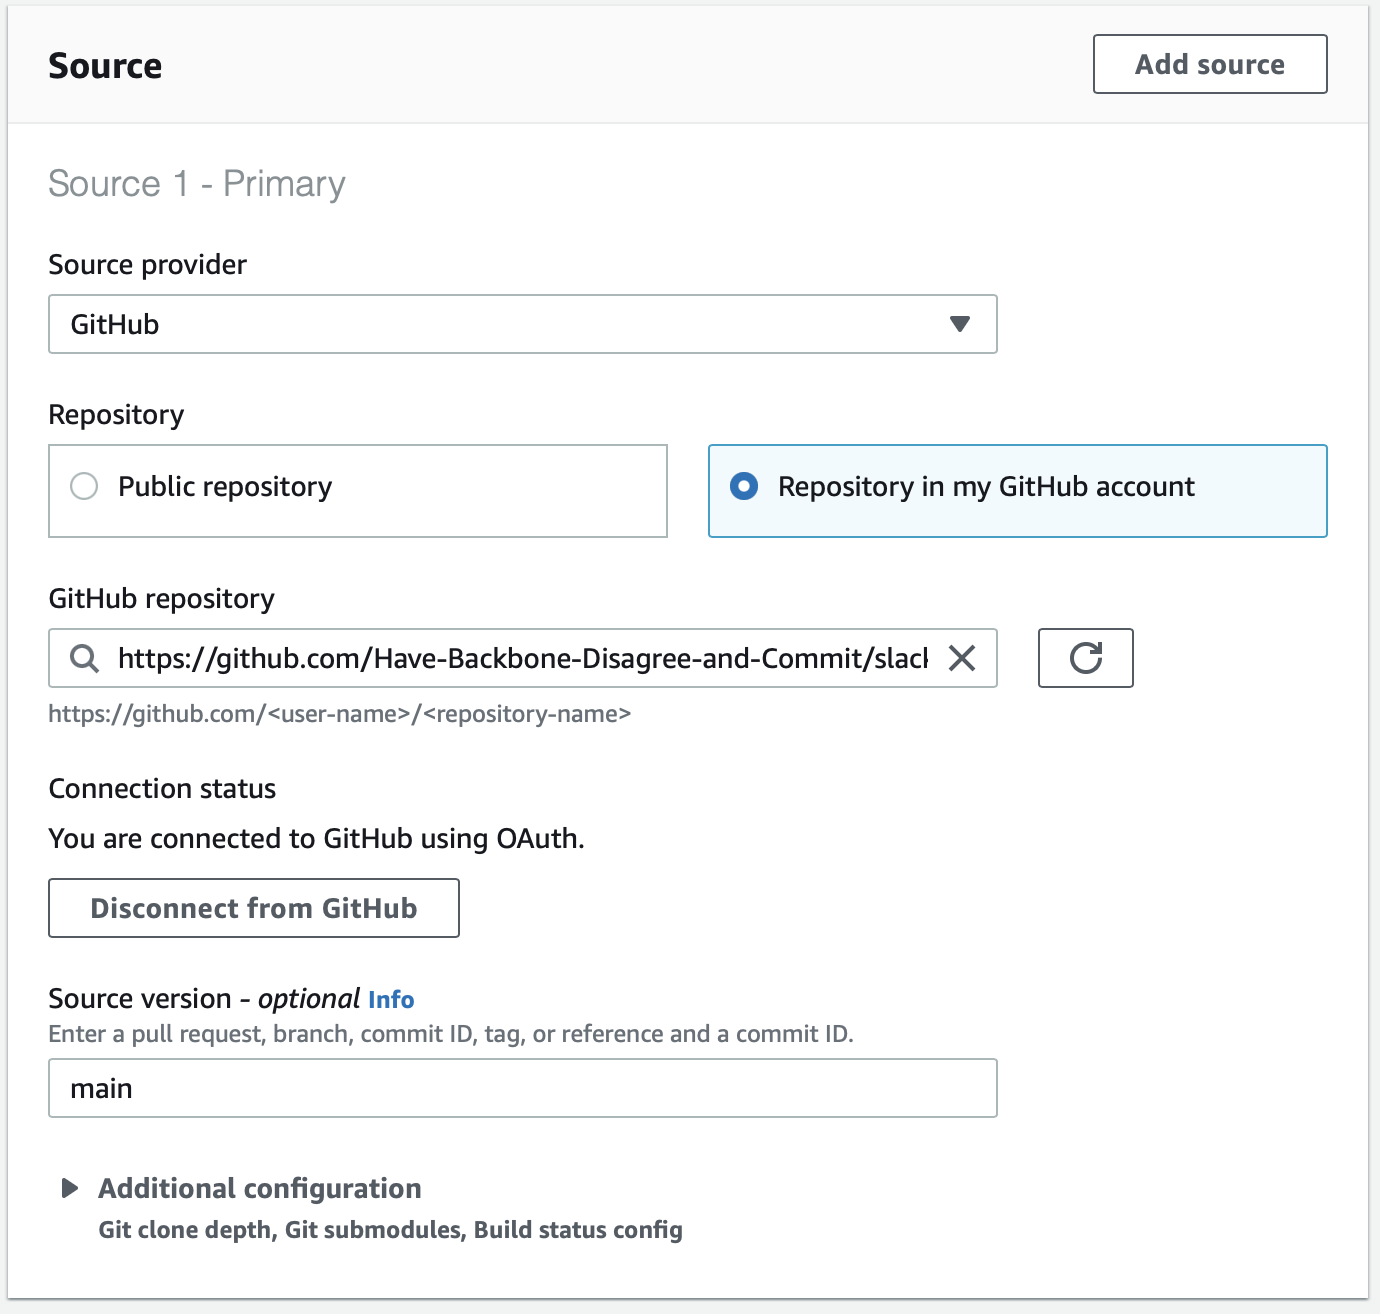 Source
Add source
Source 1 - Primary
Source provider
GitHub
Repository
Public repository
Repository in my GitHub account
GitHub repository
https://github.com/Have-Backbone-Disagree-and-Commit/slack
https://github.com/<user-name>/<repository-name>
Connection status
You are connected to GitHub using OAuth.
Disconnect from GitHub
Source version - optional Info
Enter a pull request, branch, commit ID, tag, or reference and a commit ID.
main
Additional configuration
Git clone depth, Git submodules, Build status config